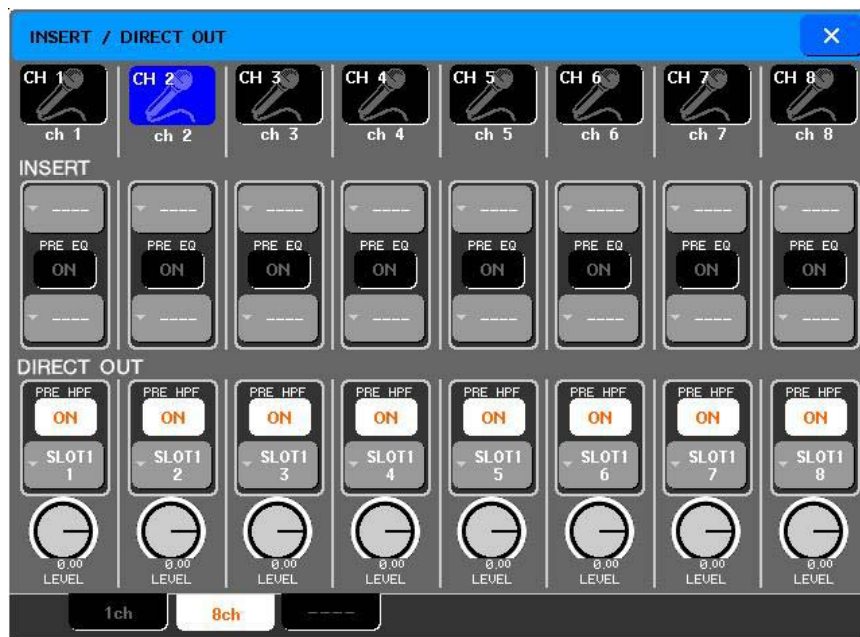 INSERT / DIRECT OUT
CH 1 CH 2 CH 3 CH 4 CH 5 CH 6 CH 7 CH 8
ch 1 ch 2 ch 3 ch 4 ch 5 ch 6 ch 7 ch 8
INSERT
---- ---- ---- ---- ---- ---- ---- ----
PRE EQ PRE EQ PRE EQ PRE EQ PRE EQ PRE EQ PRE EQ PRE EQ
ON ON ON ON ON ON ON ON
---- ---- ---- ---- ---- ---- ---- ----
DIRECT OUT
PRE HPF PRE HPF PRE HPF PRE HPF PRE HPF PRE HPF PRE HPF PRE HPF
ON ON ON ON ON ON ON ON
SLOT1 SLOT1 SLOT1 SLOT1 SLOT1 SLOT1 SLOT1 SLOT1
1 2 3 4 5 6 7 8
0.00 0.00 0.00 0.00 0.00 0.00 0.00 0.00
LEVEL LEVEL LEVEL LEVEL LEVEL LEVEL LEVEL LEVEL
1ch 8ch ----